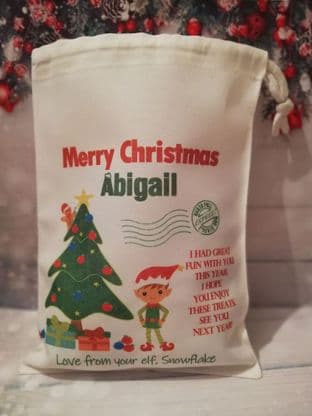 Merry Christmas
Abigail
EXPRESS
I HAD GREAT
FUN WITH YOU
THIS YEAR.
I HOPE
YOU ENJOY
THESE TREATS.
SEE YOU
NEXT YEAR!
Love from your elf, Snowflake